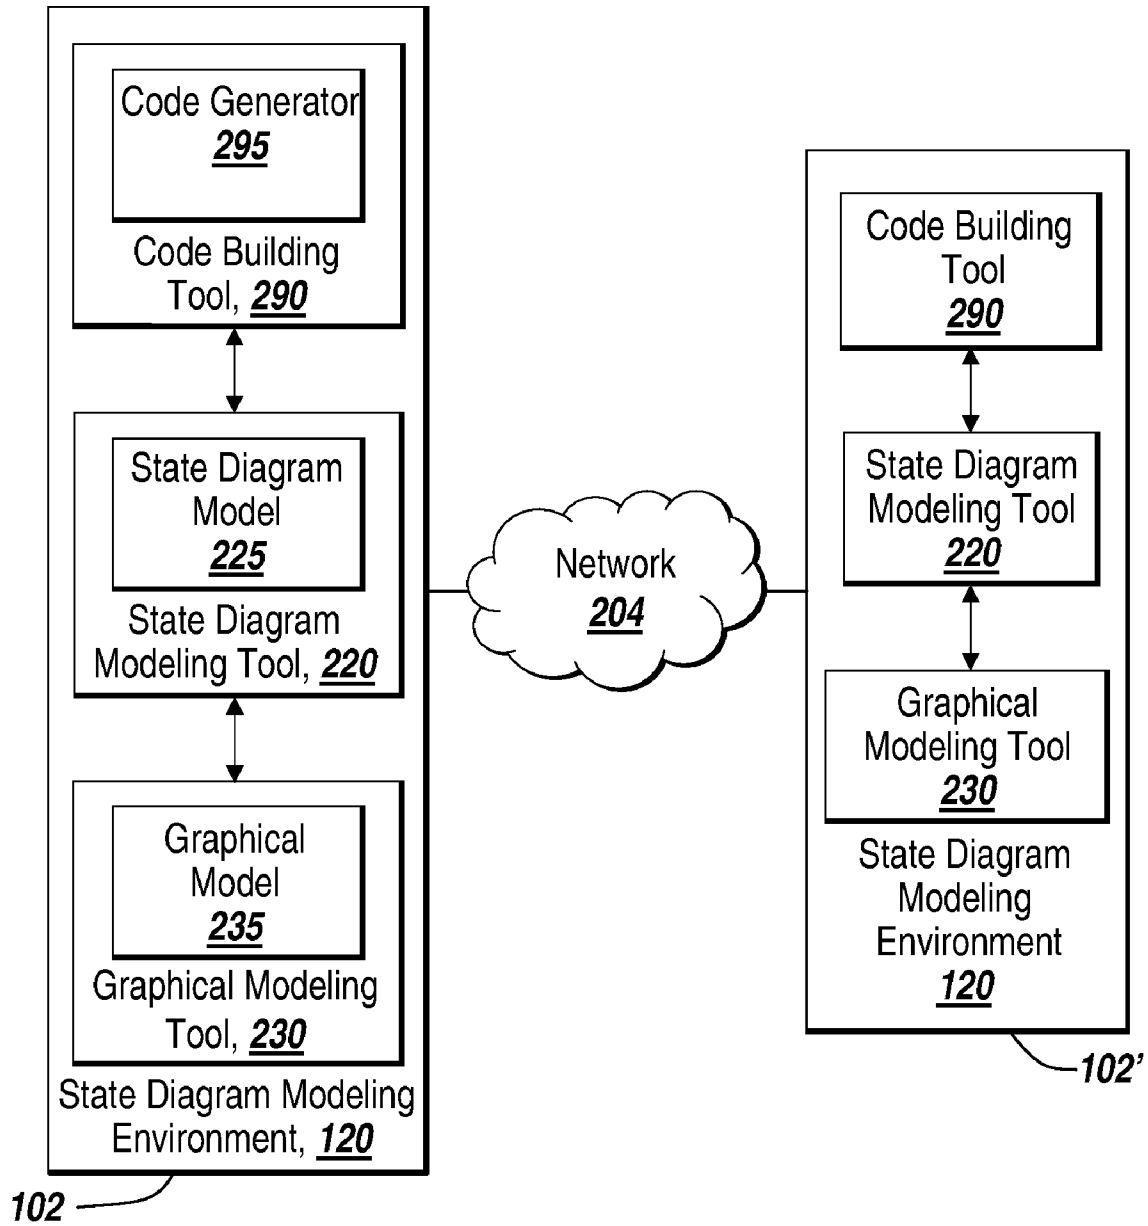 Code Generator
295
Code Building
Tool, 290
State Diagram
Model
225
State Diagram
Modeling Tool, 220
Graphical
Model
235
Graphical Modeling
Tool, 230
State Diagram Modeling
Environment, 120
102
Network
204
Code Building
Tool
290
State Diagram
Modeling Tool
220
Graphical
Modeling Tool
230
State Diagram
Modeling
Environment
120
102'